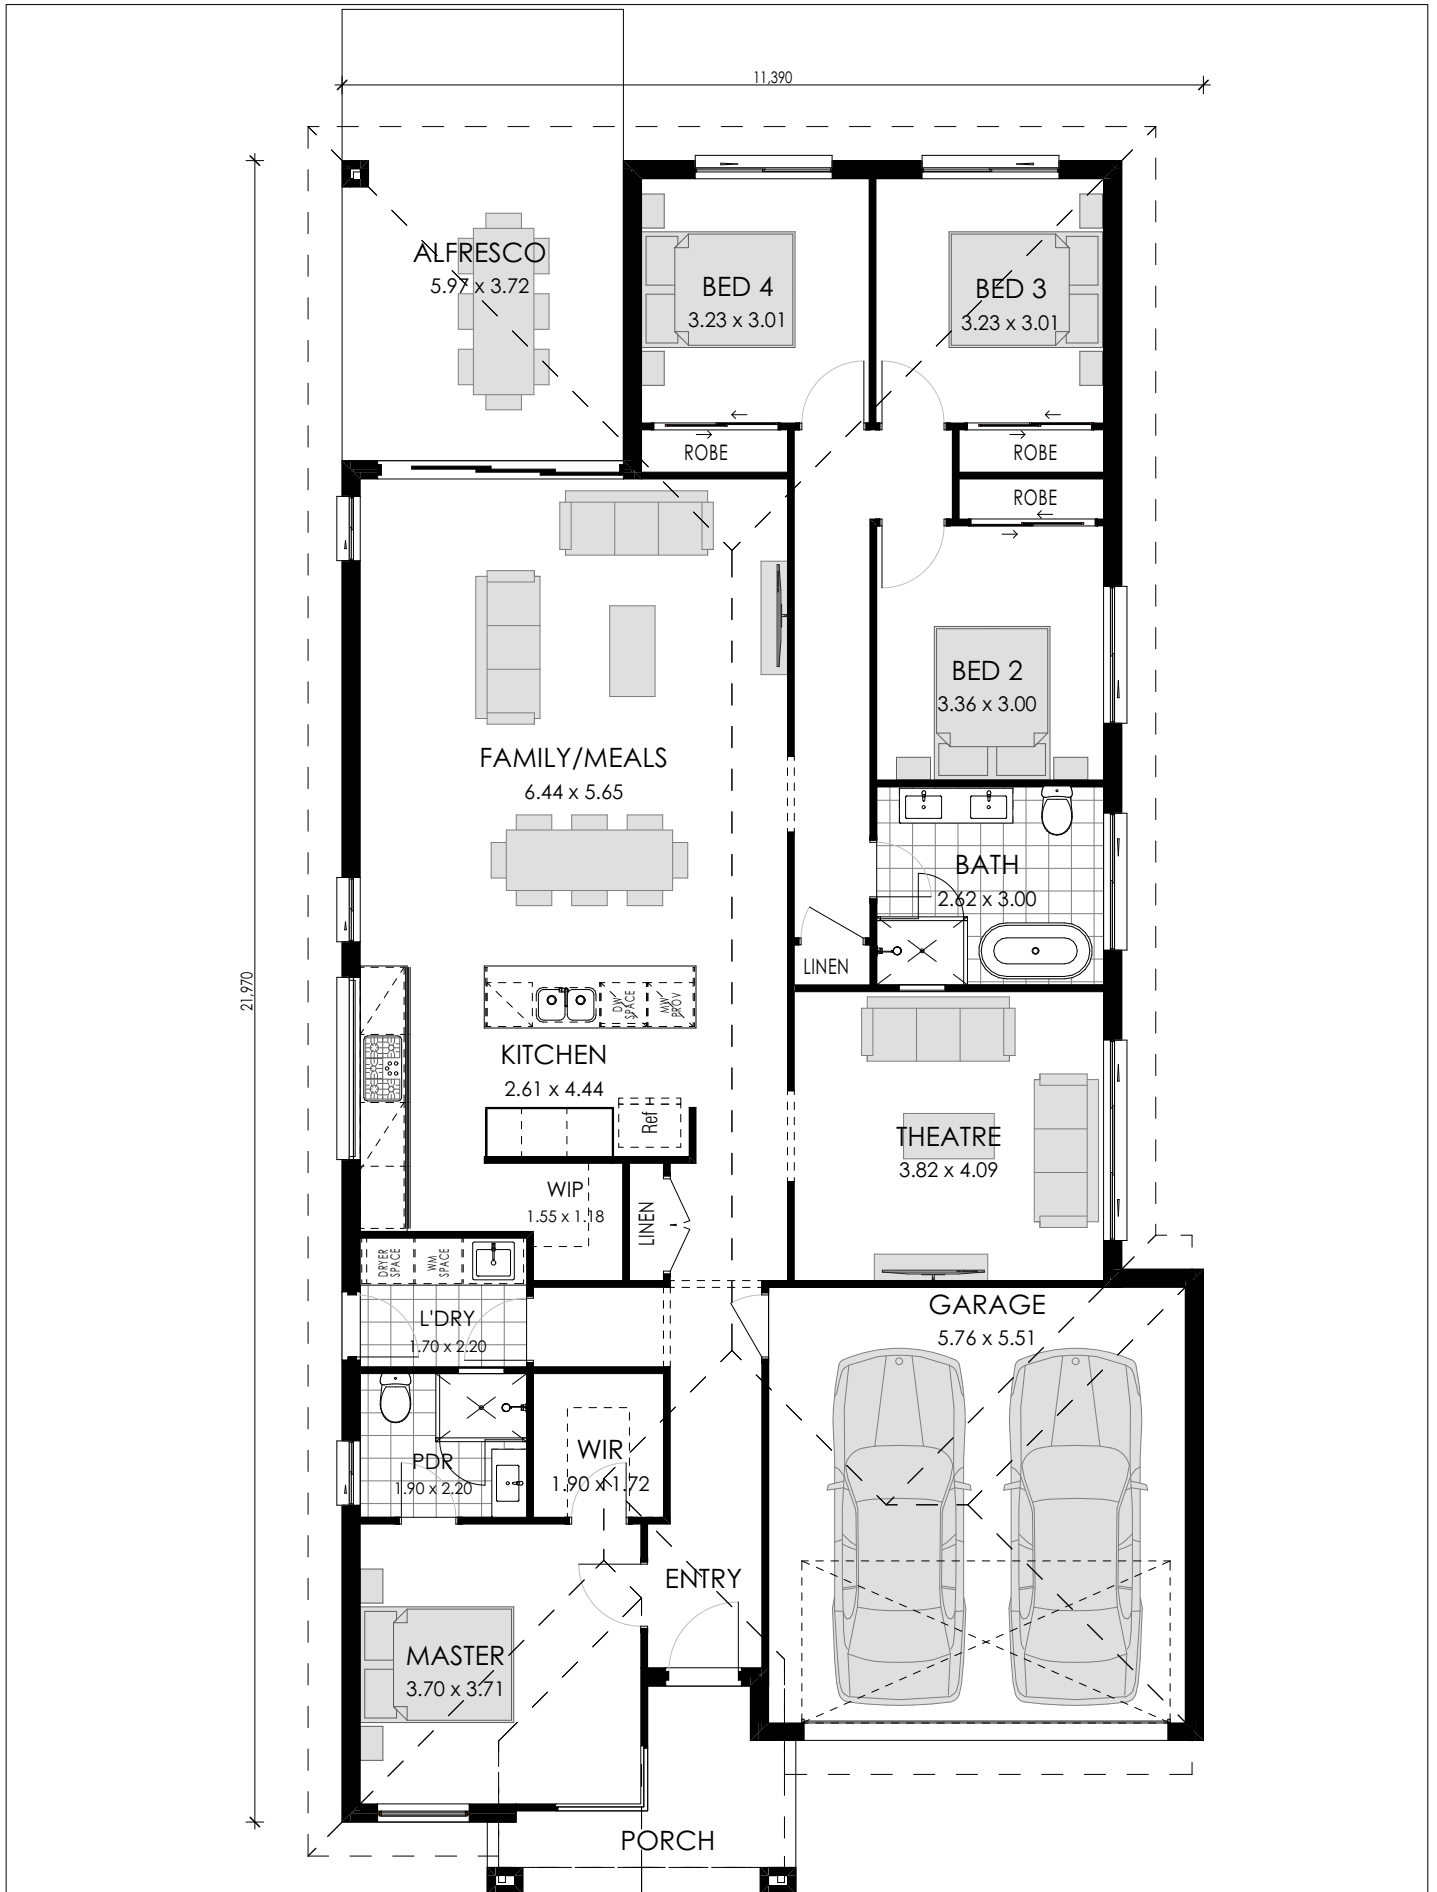 11,390
21,970
ALFRESCO
5.97 x 3.72
BED 4
3.23 x 3.01
BED 3
3.23 x 3.01
ROBE
ROBE
ROBE
BED 2
3.36 x 3.00
FAMILY/MEALS
6.44 x 5.65
BATH
2.62 x 3.00
LINEN
DW
SPACE
MW
PROV
KITCHEN
2.61 x 4.44
Ref
THEATRE
3.82 x 4.09
WIP
1.55 x 1.18
LINEN
DRYER
SPACE
WM
SPACE
L'DRY
1.70 x 2.20
GARAGE
5.76 x 5.51
PDR
1.90 x 2.20
WIR
1.90 x 1.72
ENTRY
MASTER
3.70 x 3.71
PORCH